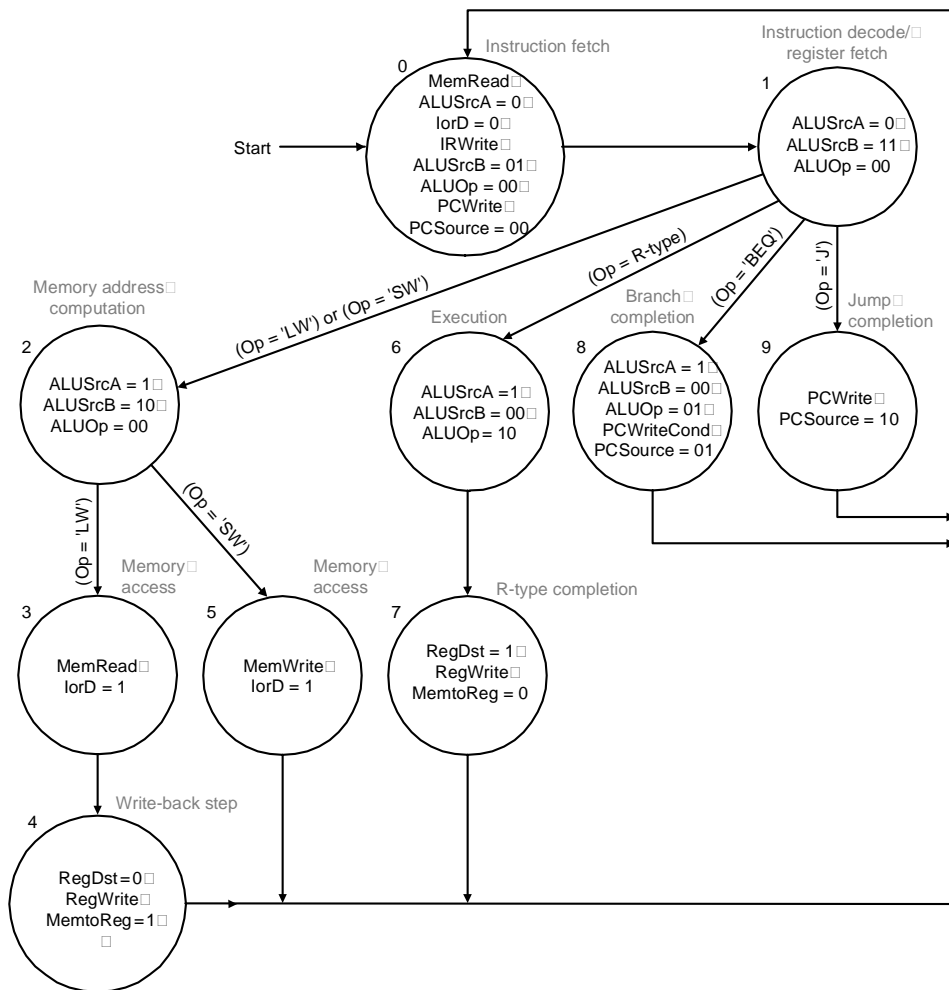 Instruction fetch
0
MemRead
ALUSrcA = 0
IorD = 0
IRWrite
ALUSrcB = 01
ALUOp = 00
PCWrite
PCSource = 00
Start
Instruction decode/
register fetch
1
ALUSrcA = 0
ALUSrcB = 11
ALUOp = 00
(Op = 'LW') or (Op = 'SW')
(Op = R-type)
(Op = 'BEQ')
(Op = 'J')
Memory address
computation
2
ALUSrcA = 1
ALUSrcB = 10
ALUOp = 00
Execution
6
ALUSrcA = 1
ALUSrcB = 00
ALUOp = 10
Branch
completion
8
ALUSrcA = 1
ALUSrcB = 00
ALUOp = 01
PCWriteCond
PCSource = 01
Jump
completion
9
PCWrite
PCSource = 10
(Op = 'LW')
(Op = 'SW')
Memory
access
3
MemRead
IorD = 1
Memory
access
5
MemWrite
IorD = 1
R-type completion
7
RegDst = 1
RegWrite
MemtoReg = 0
Write-back step
4
RegDst=0
RegWrite
MemtoReg=1